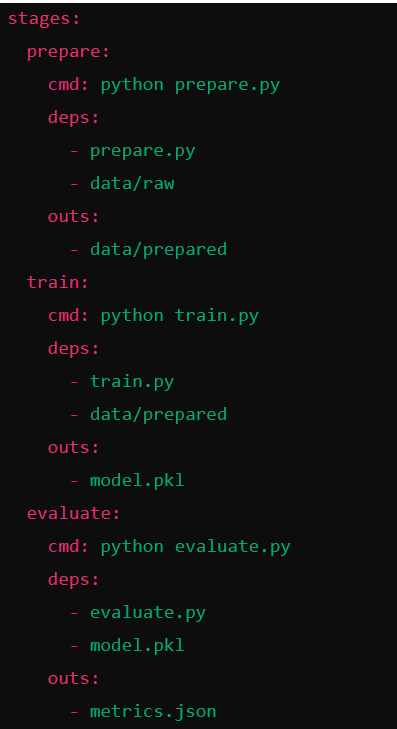 stages:
  prepare:
    cmd: python prepare.py
    deps:
      - prepare.py
      - data/raw
    outs:
      - data/prepared
  train:
    cmd: python train.py
    deps:
      - train.py
      - data/prepared
    outs:
      - model.pkl
  evaluate:
    cmd: python evaluate.py
    deps:
      - evaluate.py
      - model.pkl
    outs:
      - metrics.json